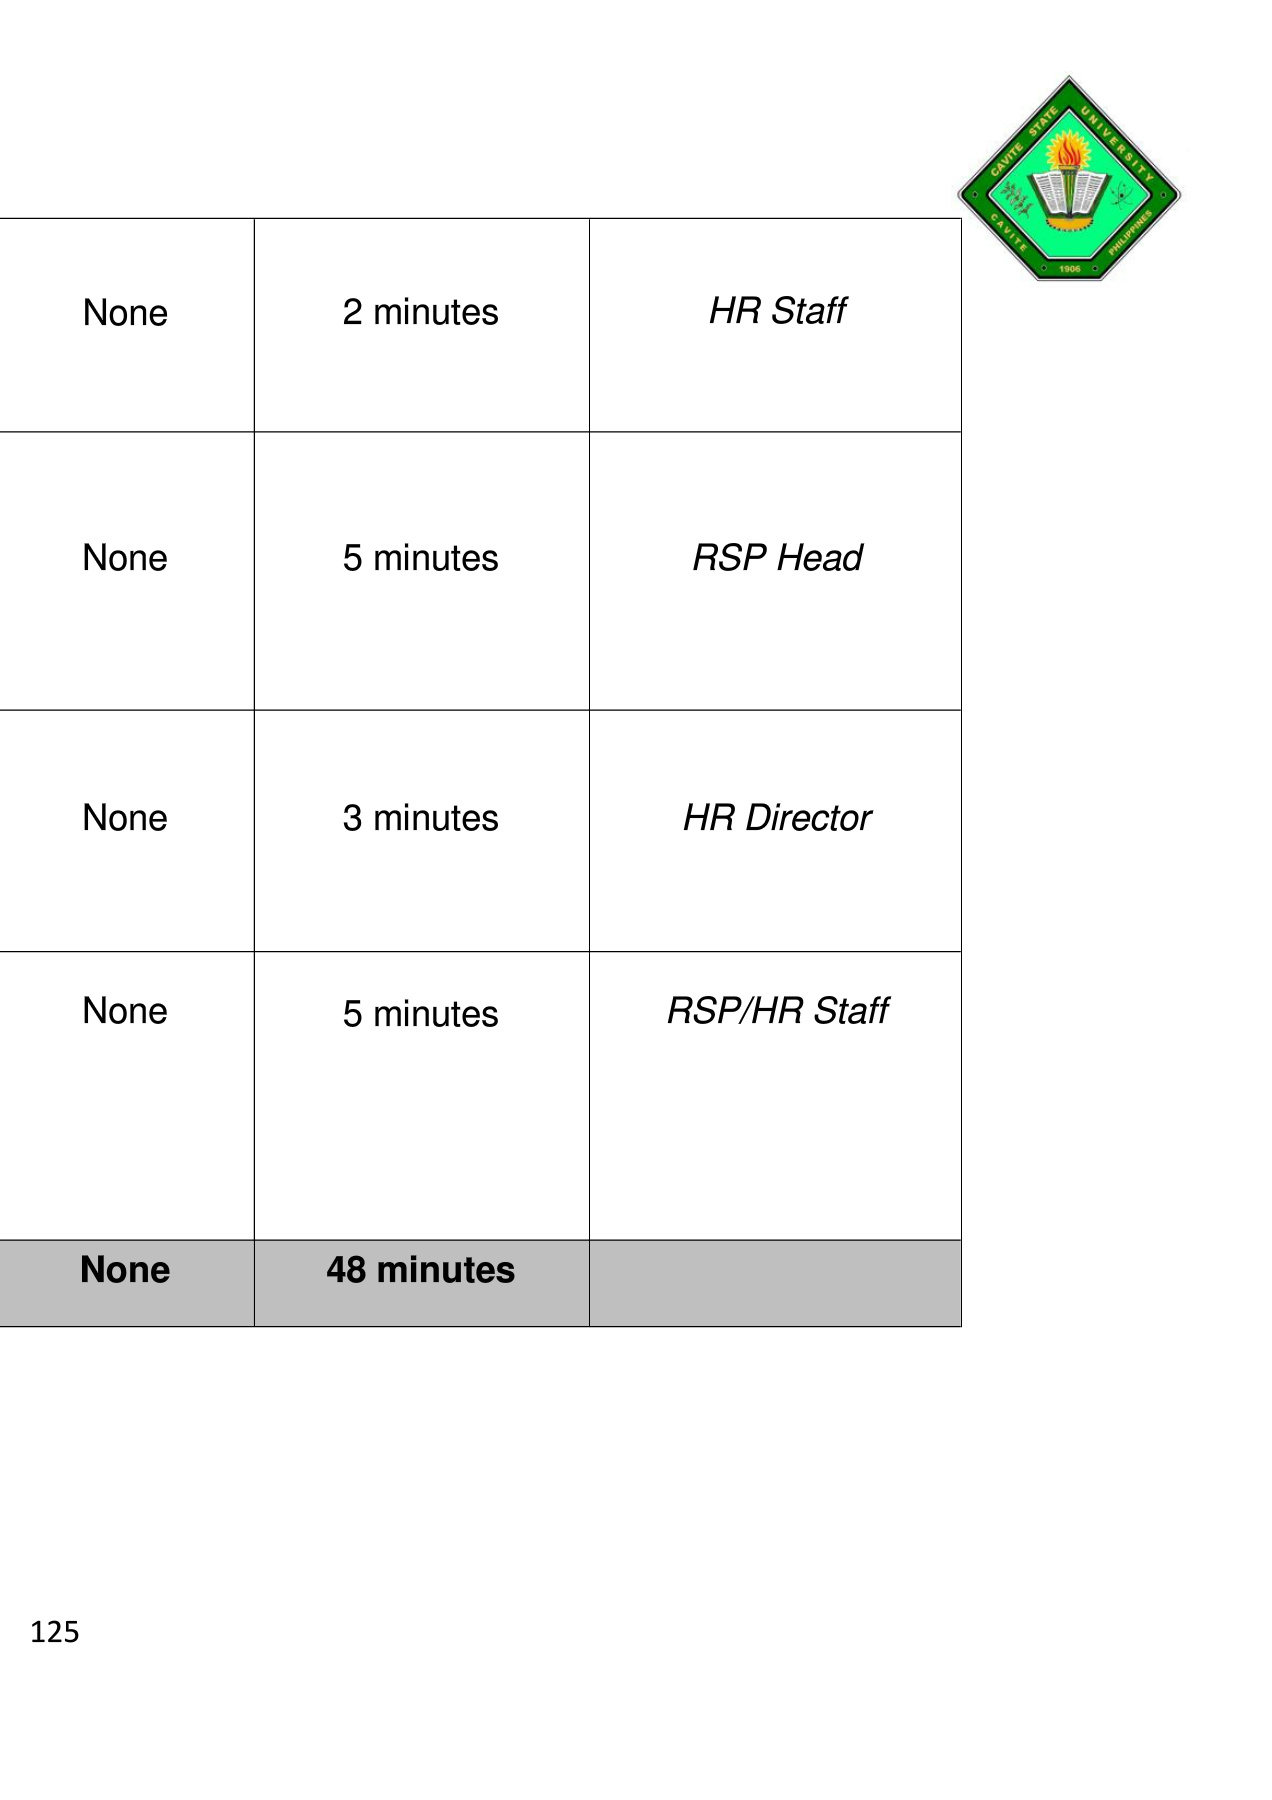 CAVITE STATE UNIVERSITY
CAVITE PHILIPPINES
1906
None 2 minutes HR Staff
None 5 minutes RSP Head
None 3 minutes HR Director
None 5 minutes RSP/HR Staff
None 48 minutes
125